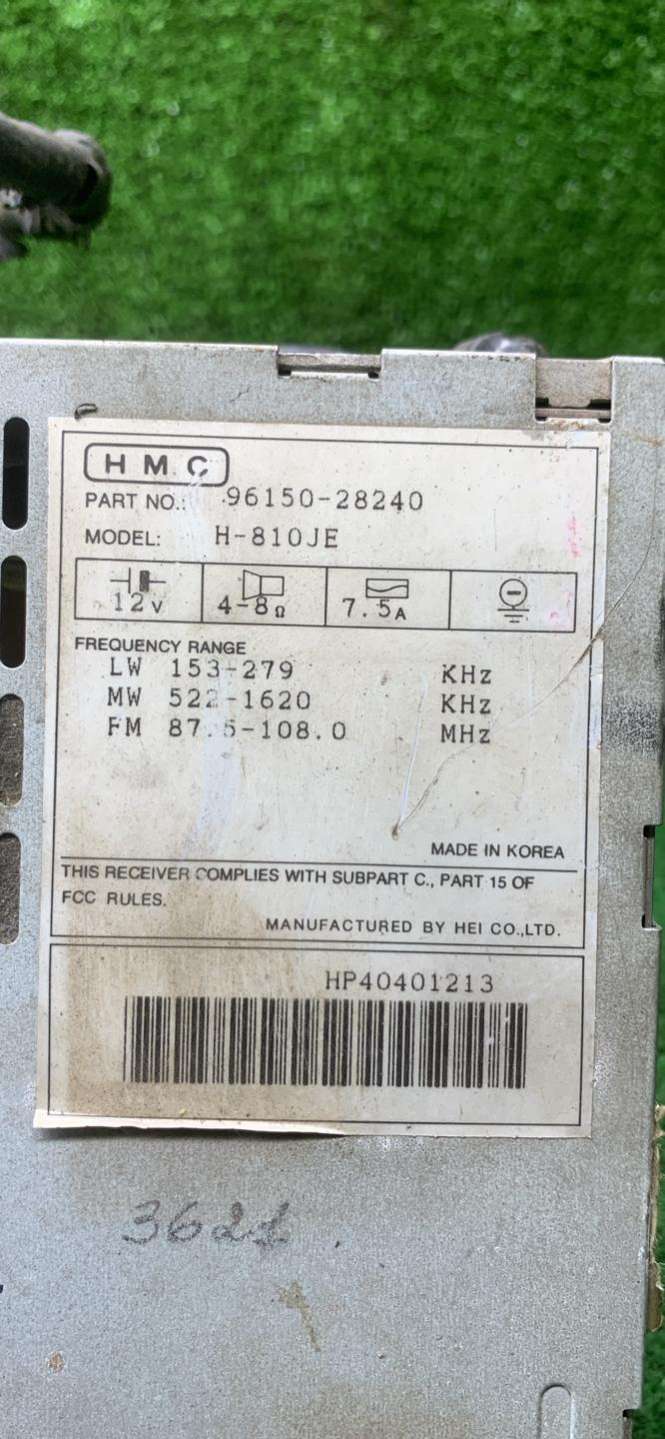 H M C
PART NO.: 96150-28240
MODEL: H-810JE
12V 4-8Ω 7.5A
FREQUENCY RANGE
LW 153-279 KHz
MW 522-1620 KHz
FM 87.5-108.0 MHz
MADE IN KOREA
THIS RECEIVER COMPLIES WITH SUBPART C., PART 15 OF
FCC RULES.
MANUFACTURED BY HEI CO.,LTD.
HP40401213
3621